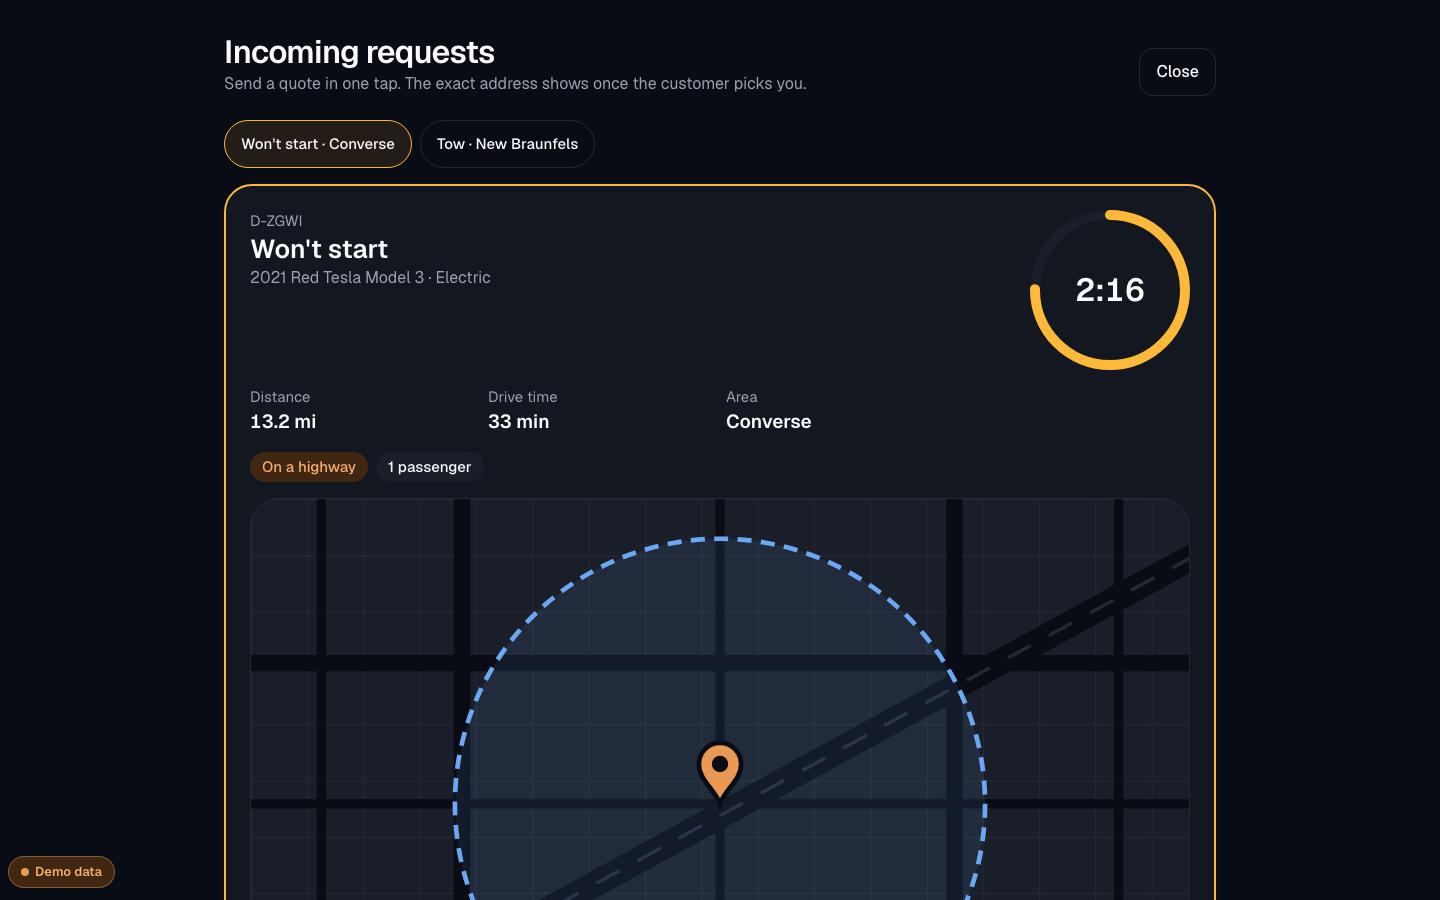 Incoming requests
Send a quote in one tap. The exact address shows once the customer picks you.
Close
Won't start · Converse
Tow · New Braunfels
D-ZGWI
Won't start
2021 Red Tesla Model 3 · Electric
2:16
Distance
13.2 mi
Drive time
33 min
Area
Converse
On a highway
1 passenger
Demo data